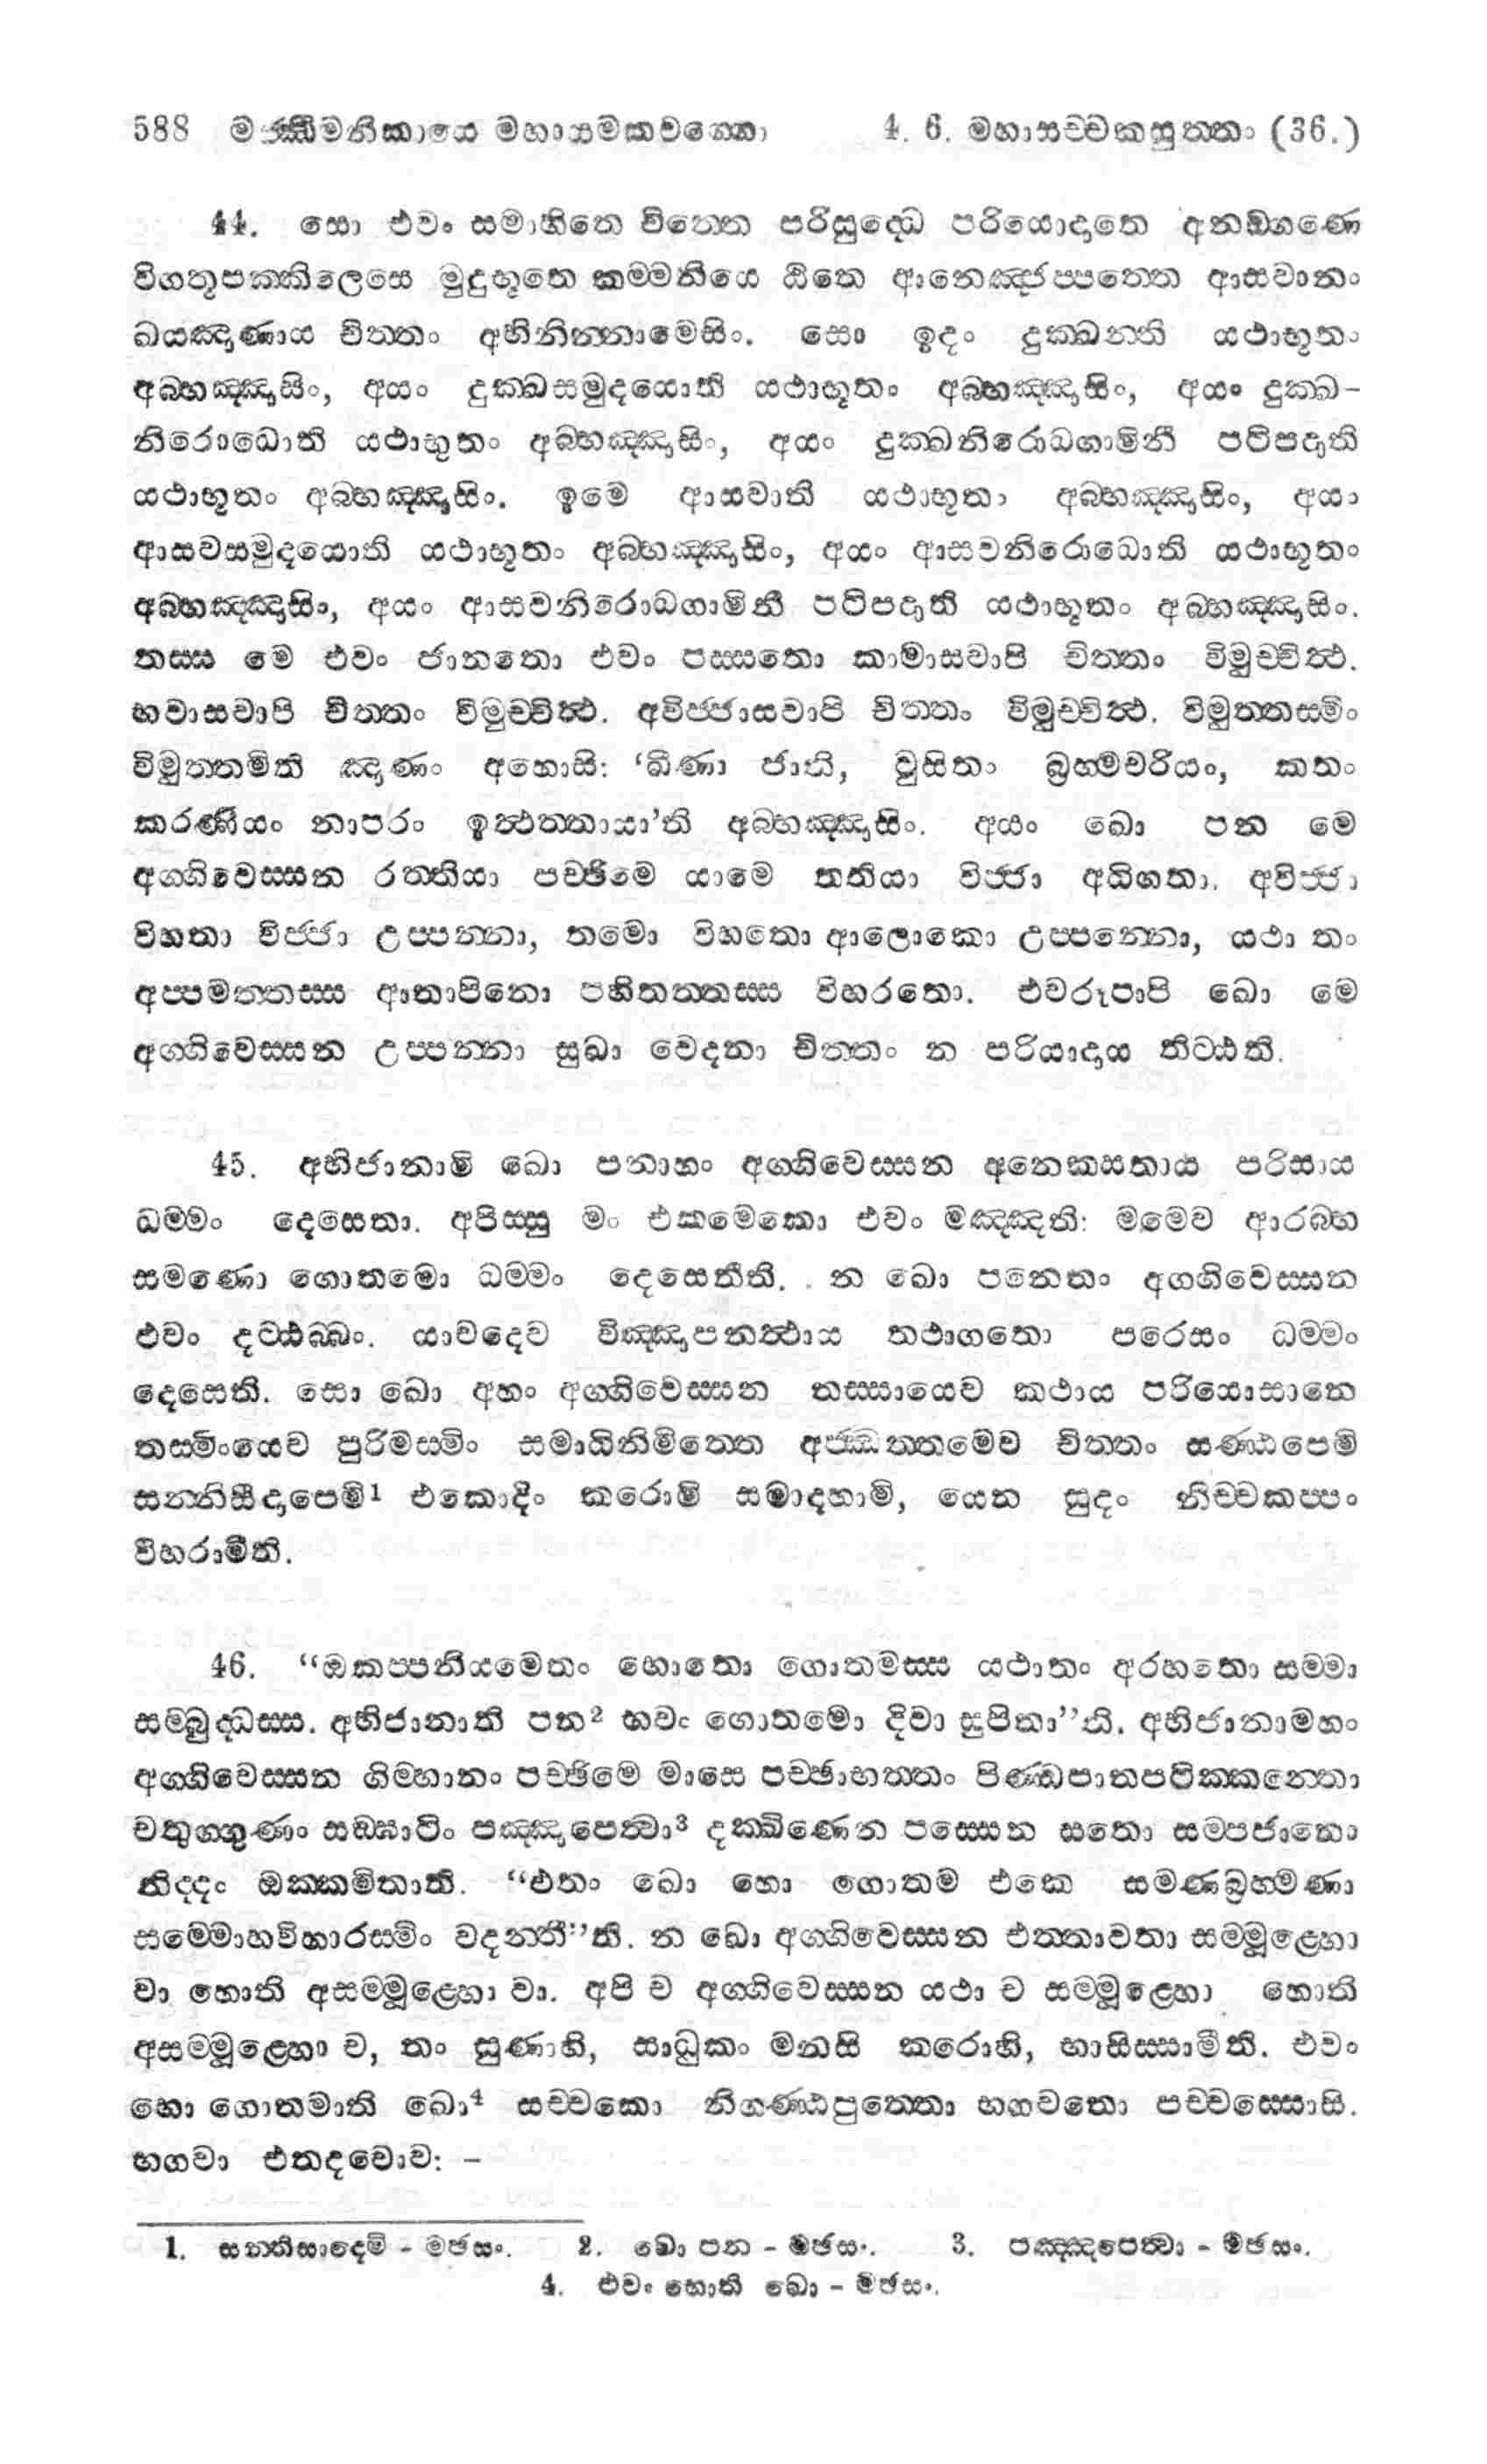 588 මජ්ඣිමනිකායෙ මහායමකවග්ගො 4. 6. මහාසච්චකසුත්තං (36.)
44. සො එවං සමාහිතෙ චිත්තෙ පරිසුද්ධෙ පරියොදාතෙ අනඞ්ගණෙ
විගතූපක්කිලෙසෙ මුදුභූතෙ කම්මනියෙ ඨිතෙ ආනෙඤ්ජප්පත්තෙ ආසවානං
ඛයඤාණාය චිත්තං අභිනින්නාමෙසිං. සො ඉදං දුක්ඛන්ති යථාභූතං
අබ්භඤ්ඤාසිං, අයං දුක්ඛසමුදයොති යථාභූතං අබ්භඤ්ඤාසිං, අයං දුක්ඛ-
නිරොධොති යථාභුතං අබ්භඤ්ඤාසිං, අයං දුක්ඛනිරොධගාමිනී පටිපදාති
යථාභූතං අබ්භඤ්ඤාසිං. ඉමෙ ආසවාති යථාභූතං අබ්භඤ්ඤාසිං, අයං
ආසවසමුදයොති යථාභූතං අබ්භඤ්ඤාසිං, අයං ආසවනිරොධොති යථාභූතං
අබ්භඤ්ඤාසිං, අයං ආසවනිරොධගාමිනී පටිපදාති යථාභූතං අබ්භඤ්ඤාසිං.
තස්ස මෙ එවං ජානතො එවං පස්සතො කාමාසවාපි චිත්තං විමුච්චිත්ථ.
භවාසවාපි චිත්තං විමුච්චිත්ථ. අවිජ්ජාසවාපි චිත්තං විමුච්චිත්ථ. විමුත්තස්මිං
විමුත්තමිති ඤාණං අහොසි: ‘ඛීණා ජාති, වුසිතං බ්‍රහ්මචරියං, කතං
කරණීයං නාපරං ඉත්ථත්තායා’ති අබ්භඤ්ඤාසිං. අයං ඛො පන මෙ
අග්ගිවෙස්සන රත්තියා පච්ඡිමෙ යාමෙ තතියා විජ්ජා අධිගතා. අවිජ්ජා
විහතා විජ්ජා උප්පන්නා, තමො විහතො ආලොකො උප්පන්නො, යථා තං
අප්පමත්තස්ස ආතාපිනො පහිතත්තස්ස විහරතො. එවරූපාපි ඛො මෙ
අග්ගිවෙස්සන උප්පන්නා සුඛා වෙදනා චිත්තං න පරියාදාය තිට්ඨති.
45. අභිජානාමි ඛො පනාහං අග්ගිවෙස්සන අනෙකසතාය පරිසාය
ධම්මං දෙසෙතා. අපිස්සු මං එකමෙකො එවං මඤ්ඤති: මමෙව ආරබ්භ
සමණො ගොතමො ධම්මං දෙසෙතීති. න ඛො පනෙතං අග්ගිවෙස්සන
එවං දට්ඨබ්බං. යාවදෙව විඤ්ඤාපනත්ථාය තථාගතො පරෙසං ධම්මං
දෙසෙති. සො ඛො අහං අග්ගිවෙස්සන තස්සායෙව කථාය පරියොසානෙ
තස්මිංයෙව පුරිමස්මිං සමාධිනිමිත්තෙ අජ්ඣත්තමෙව චිත්තං සණ්ඨපෙමි
සන්නිසීදාපෙමි¹ එකොදිං කරොමි සමාදහාමි, යෙන සුදං නිච්චකප්පං
විහරාමීති.
46. “ඔකප්පනීයමෙතං භොතො ගොතමස්ස යථාතං අරහතො සම්මා
සම්බුද්ධස්ස. අභිජානාති පන² භවං ගොතමො දිවා සුපිතා”ති. අභිජානාමහං
අග්ගිවෙස්සන ගිම්හානං පච්ඡිමෙ මාසෙ පච්ඡාභත්තං පිණ්ඩපාතපටික්කන්තො
චතුග්ගුණං සඞ්ඝාටිං පඤ්ඤාපෙත්වා³ දක්ඛිණෙන පස්සෙන සතො සම්පජානො
නිද්දං ඔක්කමිතාති. “එතං ඛො භො ගොතම එකෙ සමණබ්‍රාහ්මණා
සම්මොහවිහාරස්මිං වදන්තී”ති. න ඛො අග්ගිවෙස්සන එත්තාවතා සම්මූළ්හො
වා හොති අසම්මූළ්හො වා. අපි ච අග්ගිවෙස්සන යථා ච සම්මූළ්හො හොති
අසම්මූළ්හො ච, තං සුණාහි, සාධුකං මනසි කරොහි, භාසිස්සාමීති. එවං
භො ගොතමාති ඛො⁴ සච්චකො නිගණ්ඨපුත්තො භගවතො පච්චස්සොසි.
භගවා එතදවොච: –
1. සන්නිසාදෙමි - මඡසං. 2. ඛො පන - මඡසං. 3. පඤ්ඤපෙත්වා - මඡසං.
4. එවං භොති ඛො - මඡසං.